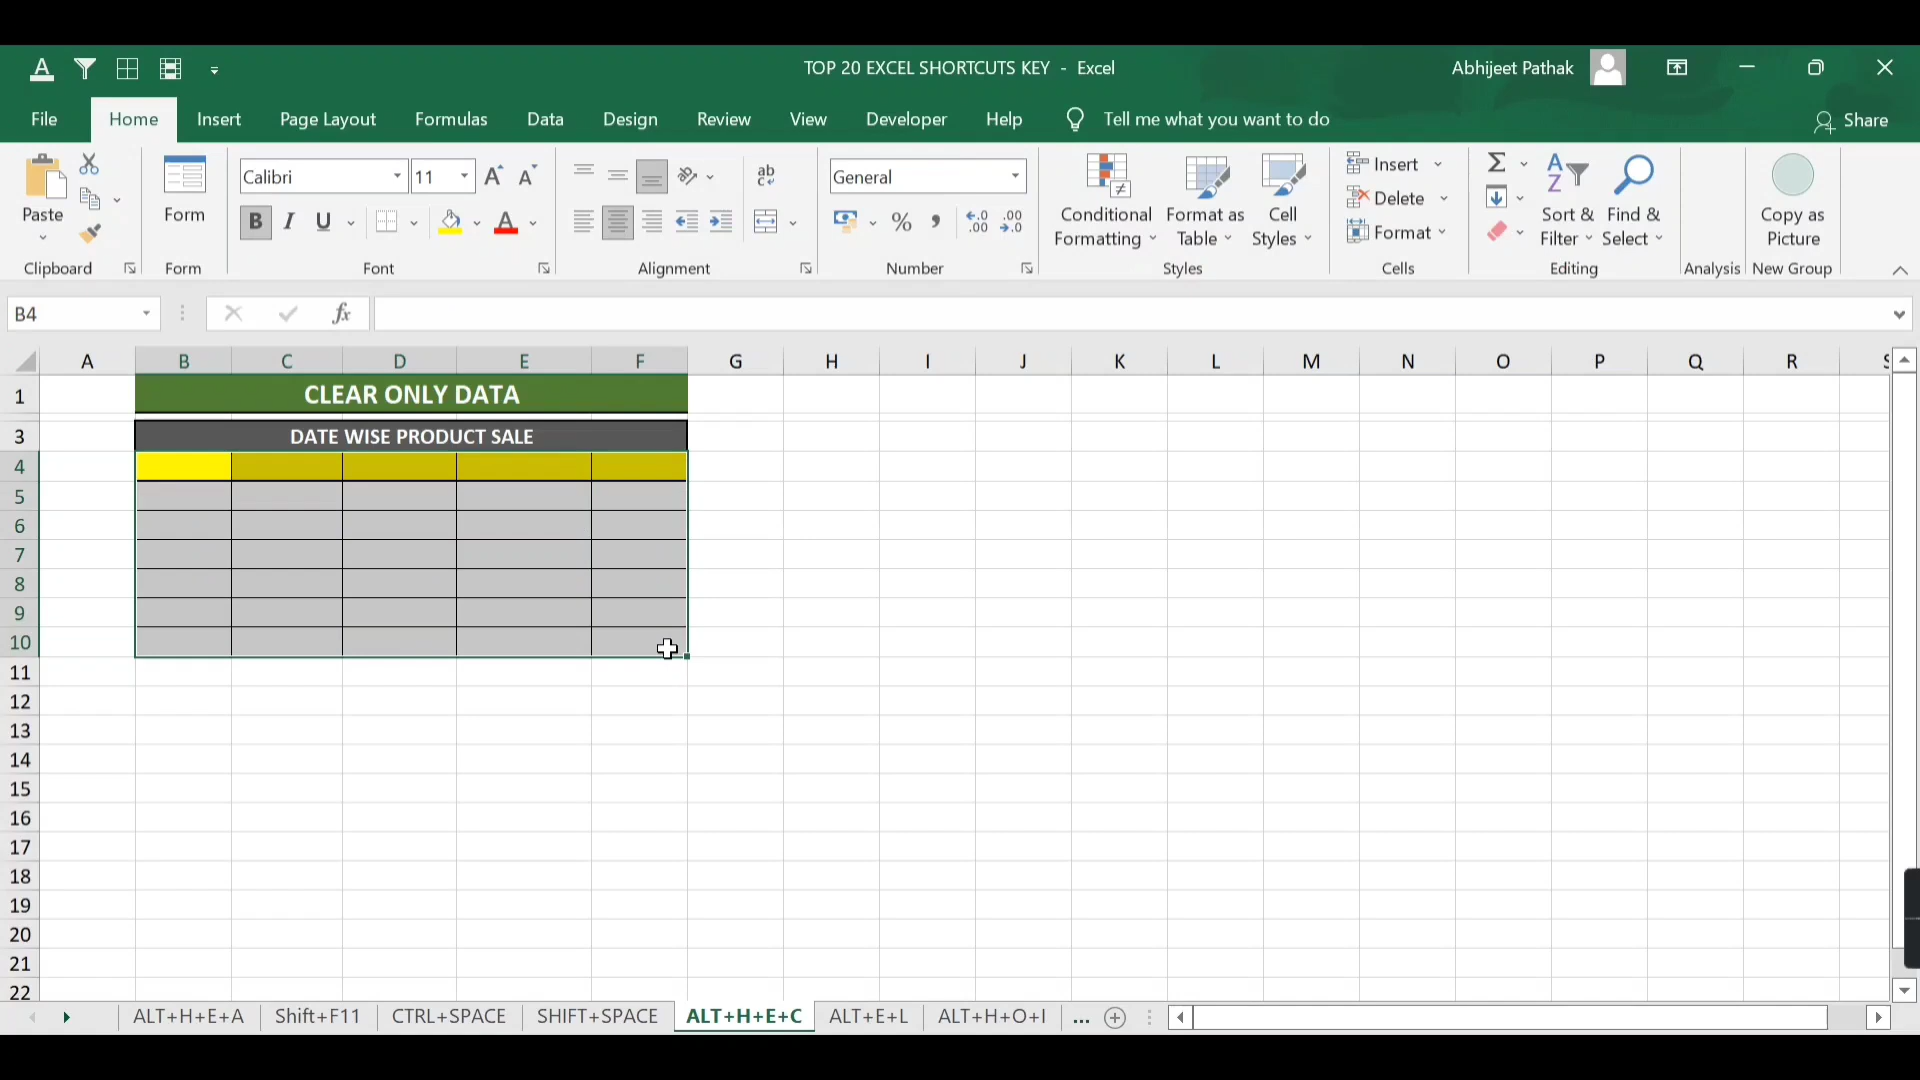 TOP 20 EXCEL SHORTCUTS KEY - Excel
Abhijeet Pathak
File Home Insert Page Layout Formulas Data Design Review View Developer Help Tell me what you want to do Share
Paste
Clipboard
Form
Form
Calibri 11
B I U
Font
ab
Alignment
General
% , .0 .00 .00 .0
Number
Conditional Formatting
Format as Table
Cell Styles
Styles
Insert
Delete
Format
Cells
Sort & Filter
Find & Select
Editing
Analysis
Copy as Picture
New Group
B4
fx
A B C D E F G H I J K L M N O P Q R
1 CLEAR ONLY DATA
3 DATE WISE PRODUCT SALE
4
5
6
7
8
9
10
11
12
13
14
15
16
17
18
19
20
21
22
ALT+H+E+A Shift+F11 CTRL+SPACE SHIFT+SPACE ALT+H+E+C ALT+E+L ALT+H+O+I ...